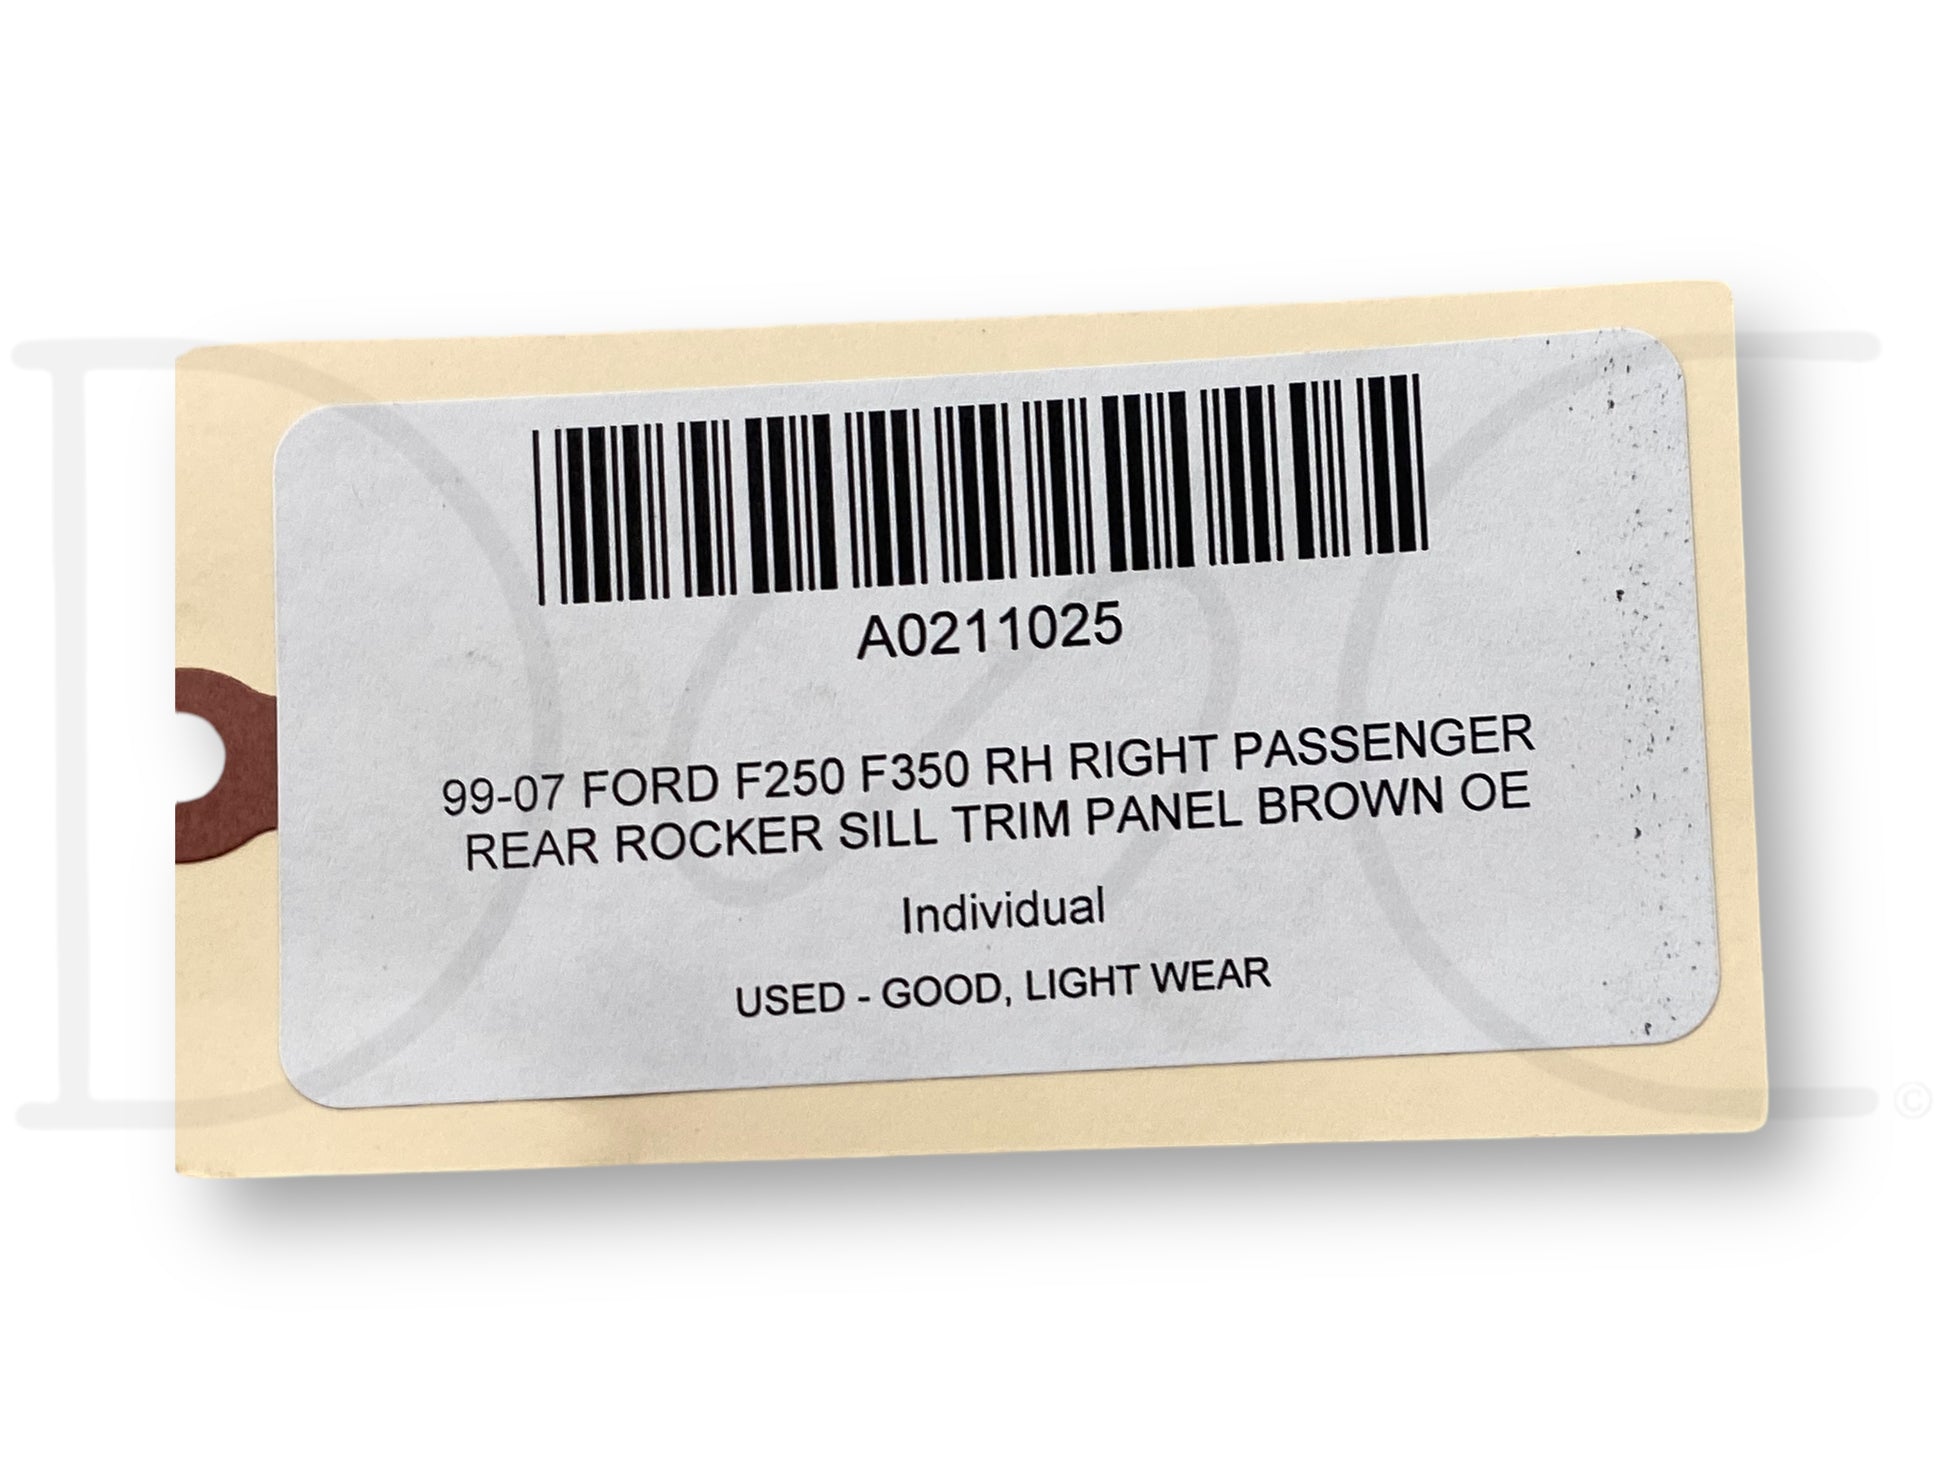 A0211025
99-07 FORD F250 F350 RH RIGHT PASSENGER
REAR ROCKER SILL TRIM PANEL BROWN OE
Individual
USED - GOOD, LIGHT WEAR
©